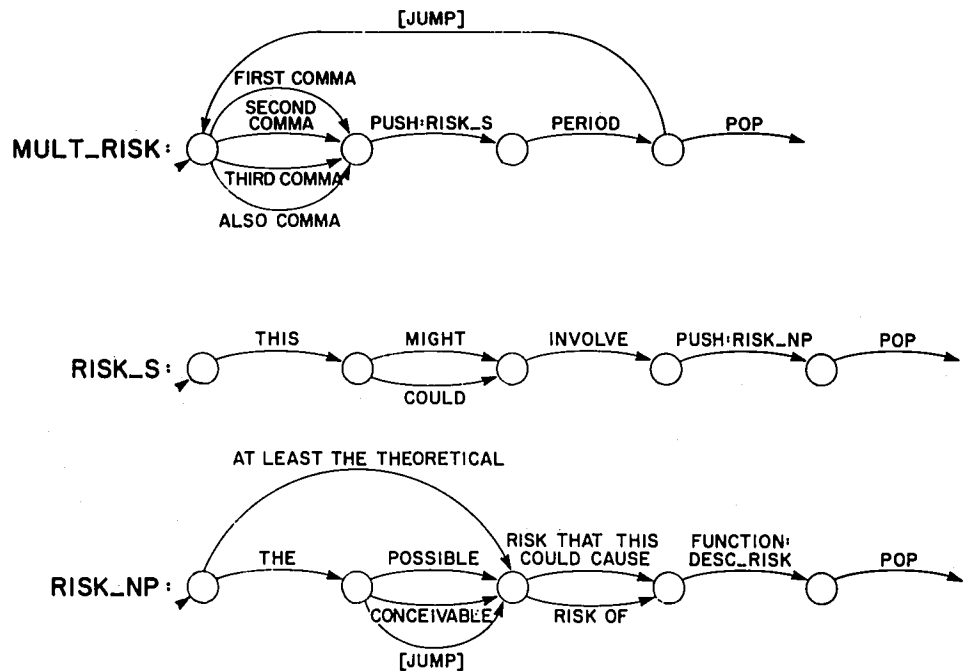 [JUMP]
FIRST COMMA
SECOND
COMMA
PUSH:RISK_S
PERIOD
POP
MULT_RISK:
THIRD COMMA
ALSO COMMA
THIS
MIGHT
INVOLVE
PUSH:RISK_NP
POP
RISK_S:
COULD
AT LEAST THE THEORETICAL
THE
POSSIBLE
RISK THAT THIS
COULD CAUSE
FUNCTION:
DESC_RISK
POP
RISK_NP:
CONCEIVABLE
RISK OF
[JUMP]